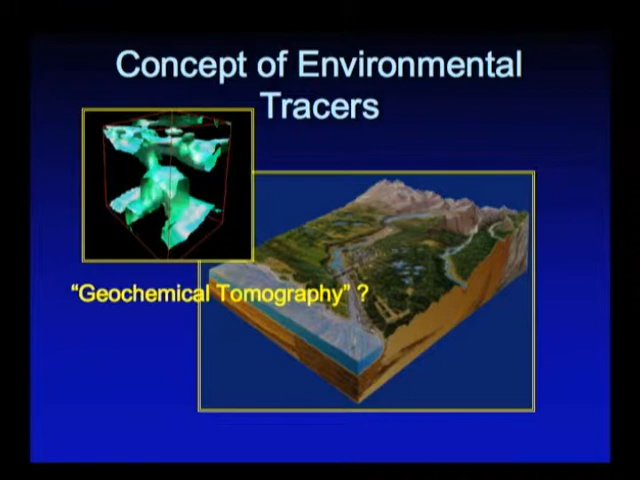 Concept of Environmental
Tracers
“Geochemical Tomography” ?